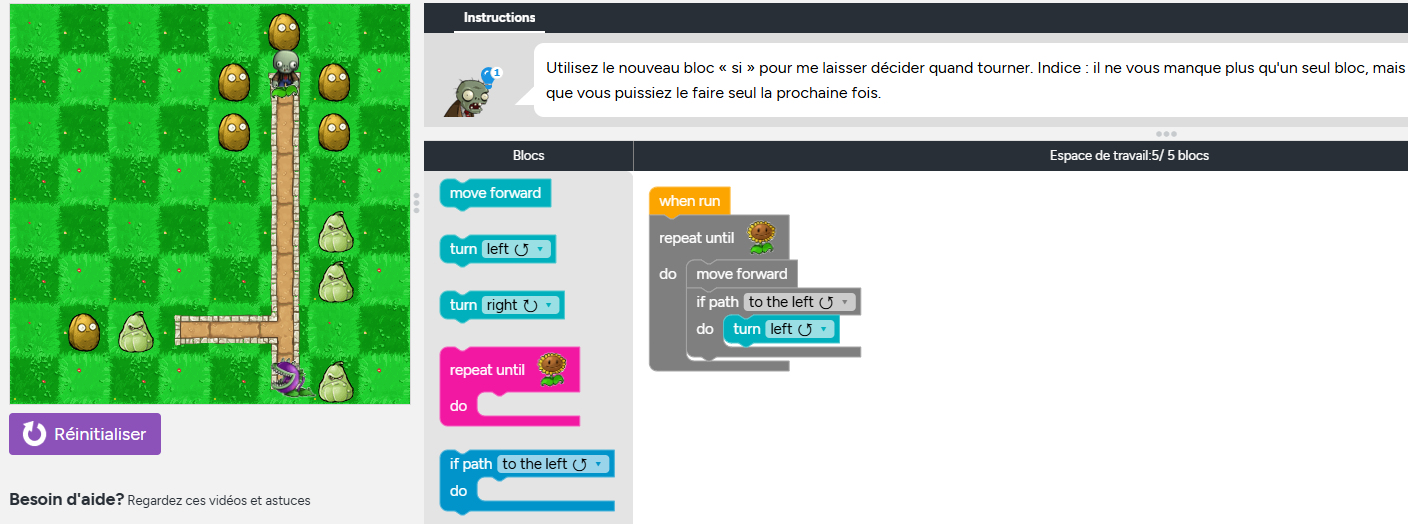 Instructions
1
Utilisez le nouveau bloc « si » pour me laisser décider quand tourner. Indice : il ne vous manque plus qu'un seul bloc, mais
que vous puissiez le faire seul la prochaine fois.
Blocs
Espace de travail:5/ 5 blocs
move forward
turn left ↺
turn right ↻
repeat until
do
if path to the left ↺
do
when run
repeat until
do
move forward
if path to the left ↺
do
turn left ↺
Réinitialiser
Besoin d'aide? Regardez ces vidéos et astuces